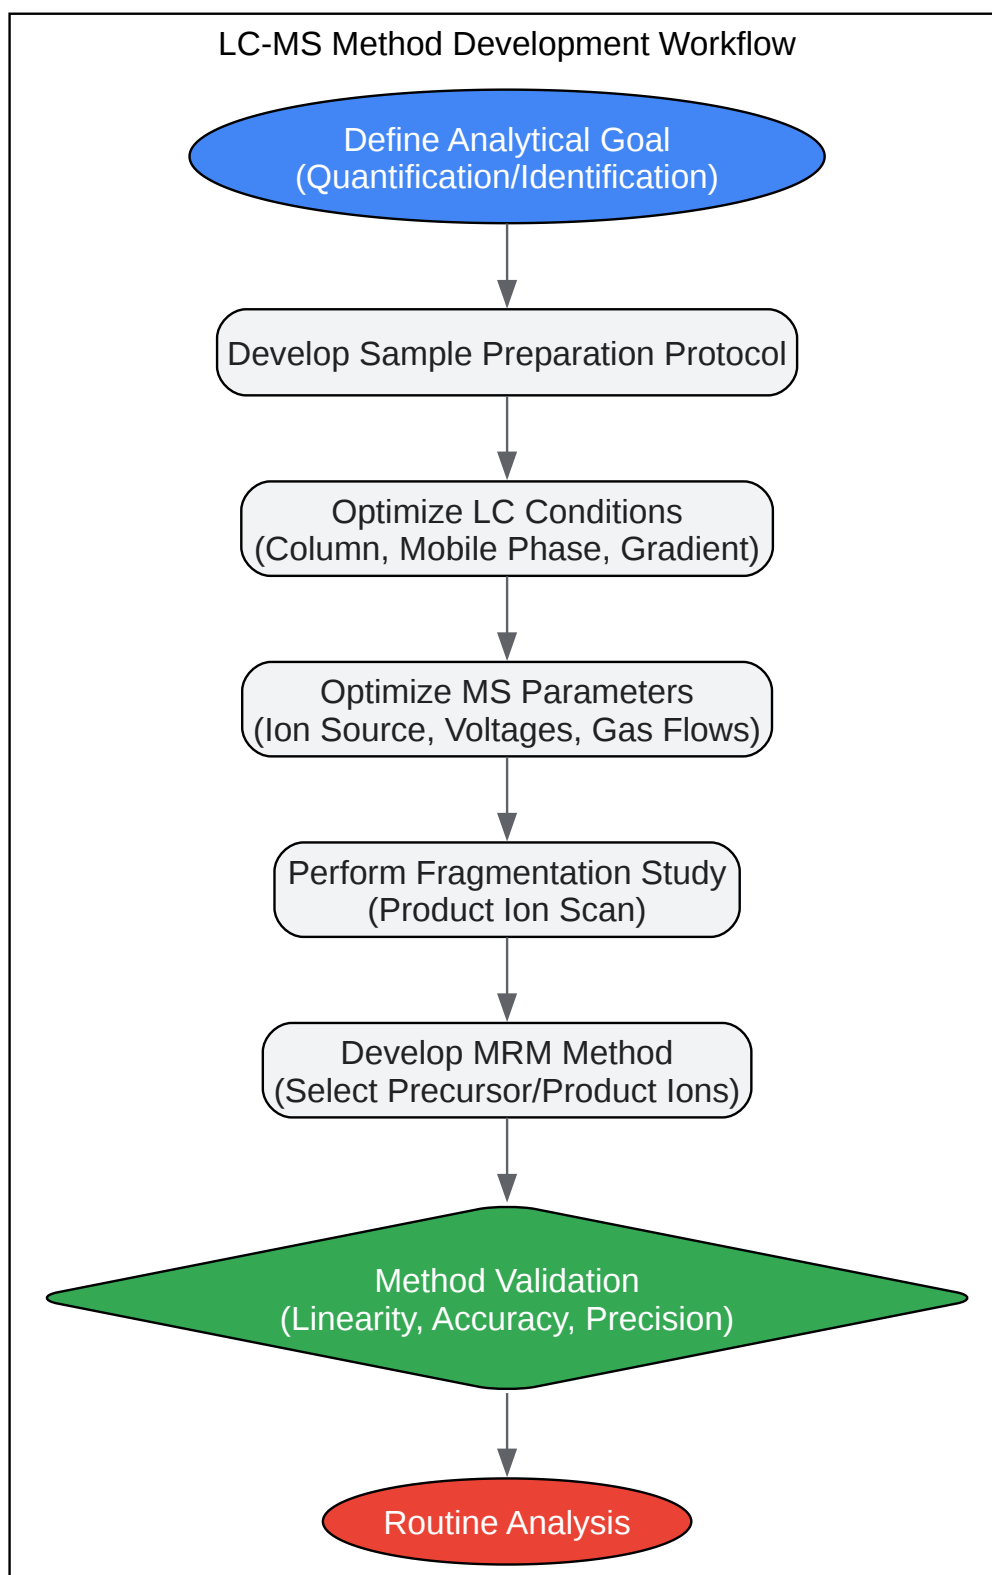 LC-MS Method Development Workflow
Define Analytical Goal
(Quantification/Identification)
Develop Sample Preparation Protocol
Optimize LC Conditions
(Column, Mobile Phase, Gradient)
Optimize MS Parameters
(Ion Source, Voltages, Gas Flows)
Perform Fragmentation Study
(Product Ion Scan)
Develop MRM Method
(Select Precursor/Product Ions)
Method Validation
(Linearity, Accuracy, Precision)
Routine Analysis